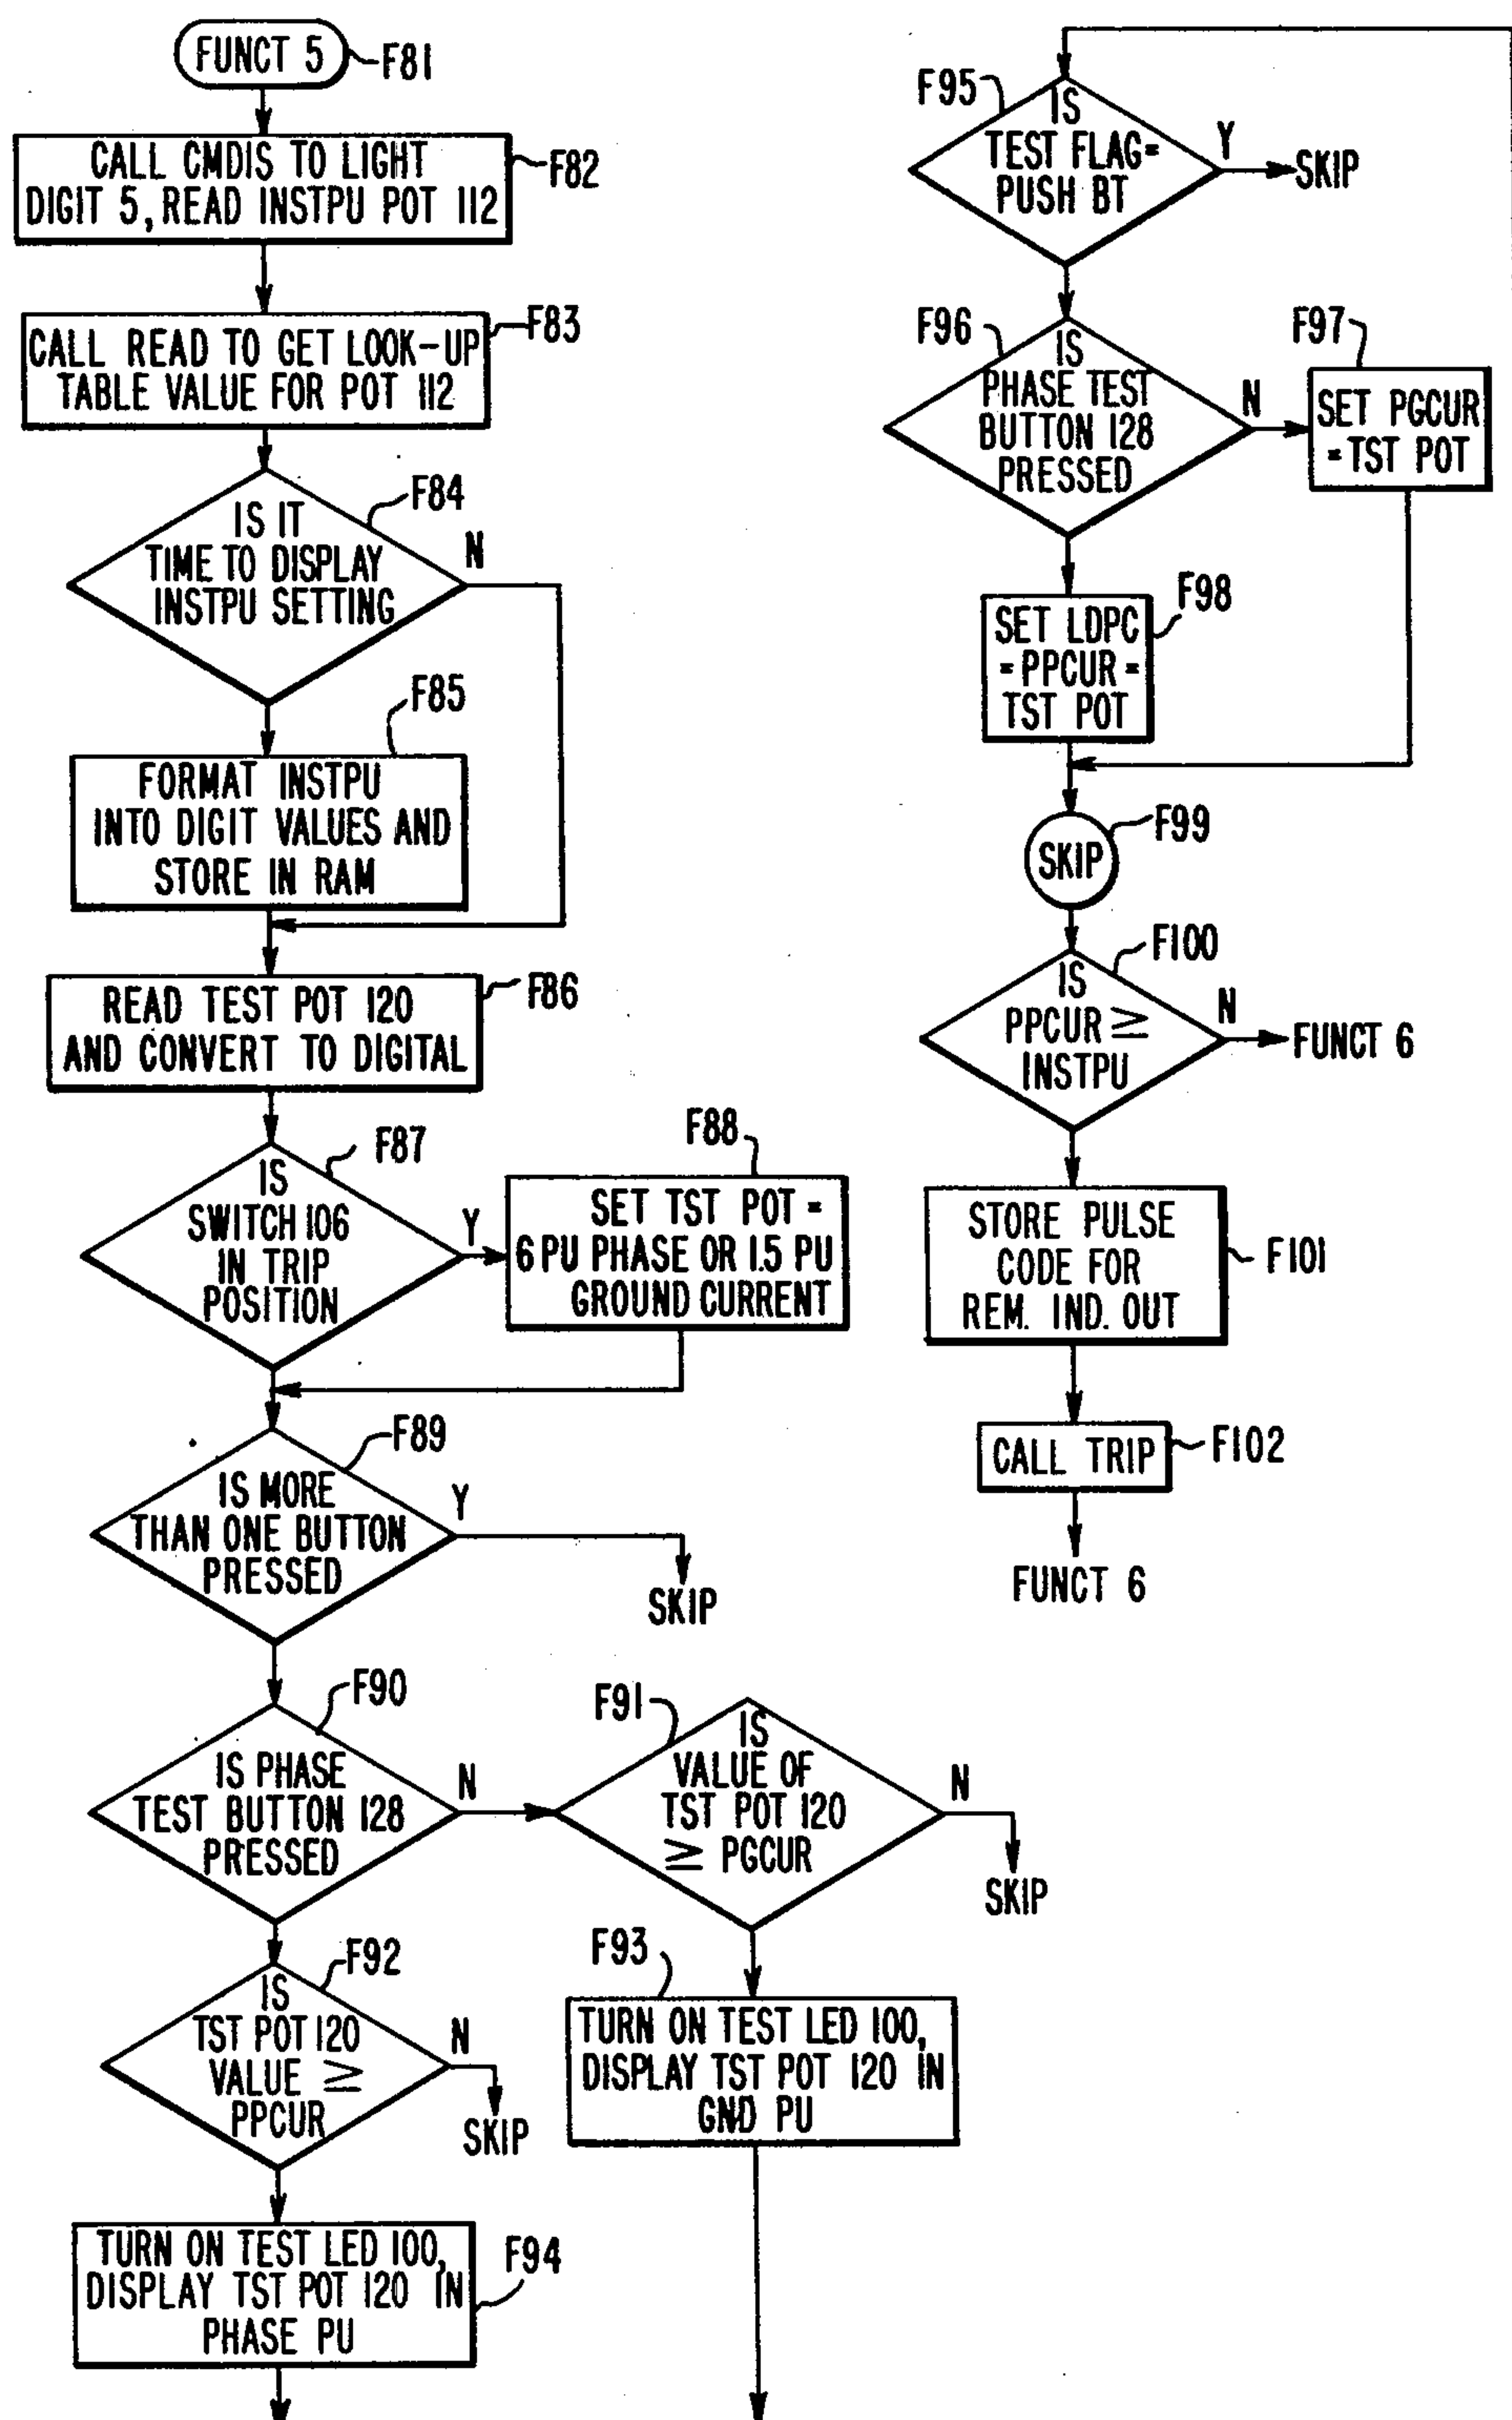 FUNCT 5
F81
CALL CMDIS TO LIGHT
DIGIT 5, READ INSTPU POT 112
F82
CALL READ TO GET LOOK-UP
TABLE VALUE FOR POT 112
F83
IS IT
TIME TO DISPLAY
INSTPU SETTING
F84
N
FORMAT INSTPU
INTO DIGIT VALUES AND
STORE IN RAM
F85
READ TEST POT 120
AND CONVERT TO DIGITAL
F86
IS
SWITCH 106
IN TRIP
POSITION
F87
Y
SET TST POT =
6 PU PHASE OR 1.5 PU
GROUND CURRENT
F88
IS MORE
THAN ONE BUTTON
PRESSED
F89
Y
SKIP
IS PHASE
TEST BUTTON 128
PRESSED
F90
N
IS
VALUE OF
TST POT 120
≥ PGCUR
F91
N
SKIP
IS
TST POT 120
VALUE ≥
PPCUR
F92
N
SKIP
TURN ON TEST LED 100,
DISPLAY TST POT 120 IN
GND PU
F93
TURN ON TEST LED 100,
DISPLAY TST POT 120 IN
PHASE PU
F94
F95
IS
TEST FLAG=
PUSH BT
Y
SKIP
F96
IS
PHASE TEST
BUTTON 128
PRESSED
N
F97
SET PGCUR
=TST POT
SET LDPC
=PPCUR=
TST POT
F98
SKIP
F99
IS
PPCUR ≥
INSTPU
F100
N
FUNCT 6
STORE PULSE
CODE FOR
REM. IND. OUT
F101
CALL TRIP
F102
FUNCT 6